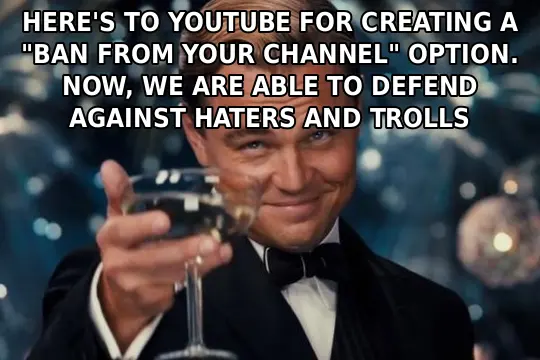 HERE'S TO YOUTUBE FOR CREATING A
"BAN FROM YOUR CHANNEL" OPTION.
NOW, WE ARE ABLE TO DEFEND
AGAINST HATERS AND TROLLS